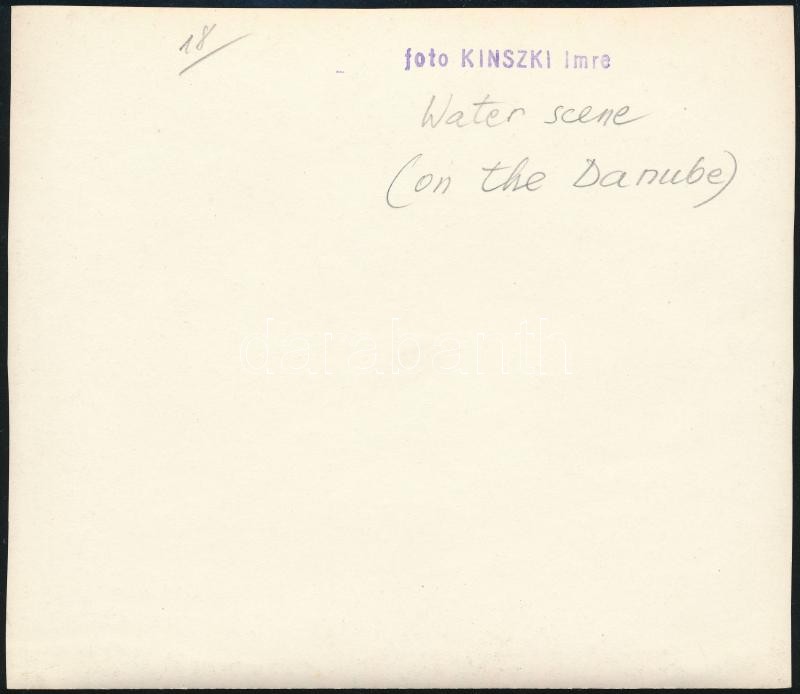 18/
foto KINSZKI Imre
Water scene
(on the Danube)
darabanth